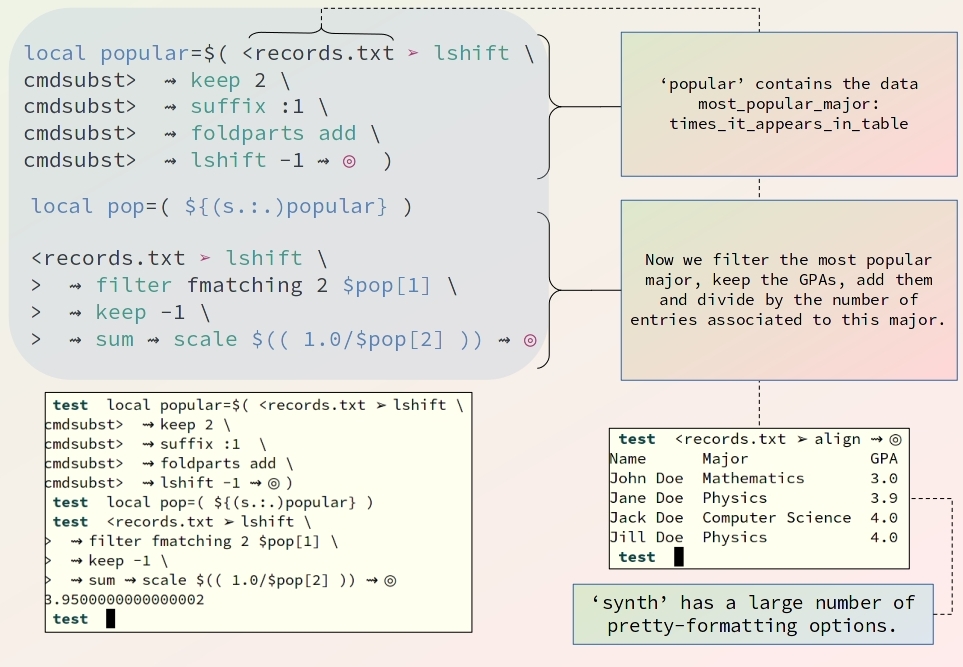 local popular=$( <records.txt ➢ lshift \
cmdsubst>  ⇝ keep 2 \
cmdsubst>  ⇝ suffix :1 \
cmdsubst>  ⇝ foldparts add \
cmdsubst>  ⇝ lshift -1 ⇝ ◎  )
local pop=( ${(s.:.)popular} )
<records.txt ➢ lshift \
>  ⇝ filter fmatching 2 $pop[1] \
>  ⇝ keep -1 \
>  ⇝ sum ⇝ scale $(( 1.0/$pop[2] )) ⇝ ◎
‘popular’ contains the data
most_popular_major:
times_it_appears_in_table
Now we filter the most popular
major, keep the GPAs, add them
and divide by the number of
entries associated to this major.
test  local popular=$( <records.txt ➢ lshift \
cmdsubst>  ⇝ keep 2 \
cmdsubst>  ⇝ suffix :1  \
cmdsubst>  ⇝ foldparts add \
cmdsubst>  ⇝ lshift -1 ⇝ ◎ )
test  local pop=( ${(s.:.)popular} )
test  <records.txt ➢ lshift \
>  ⇝ filter fmatching 2 $pop[1] \
>  ⇝ keep -1 \
>  ⇝ sum ⇝ scale $(( 1.0/$pop[2] )) ⇝ ◎
3.9500000000000002
test
test  <records.txt ➢ align ⇝ ◎
Name      Major             GPA
John Doe  Mathematics       3.0
Jane Doe  Physics           3.9
Jack Doe  Computer Science  4.0
Jill Doe  Physics           4.0
test
‘synth’ has a large number of
pretty-formatting options.